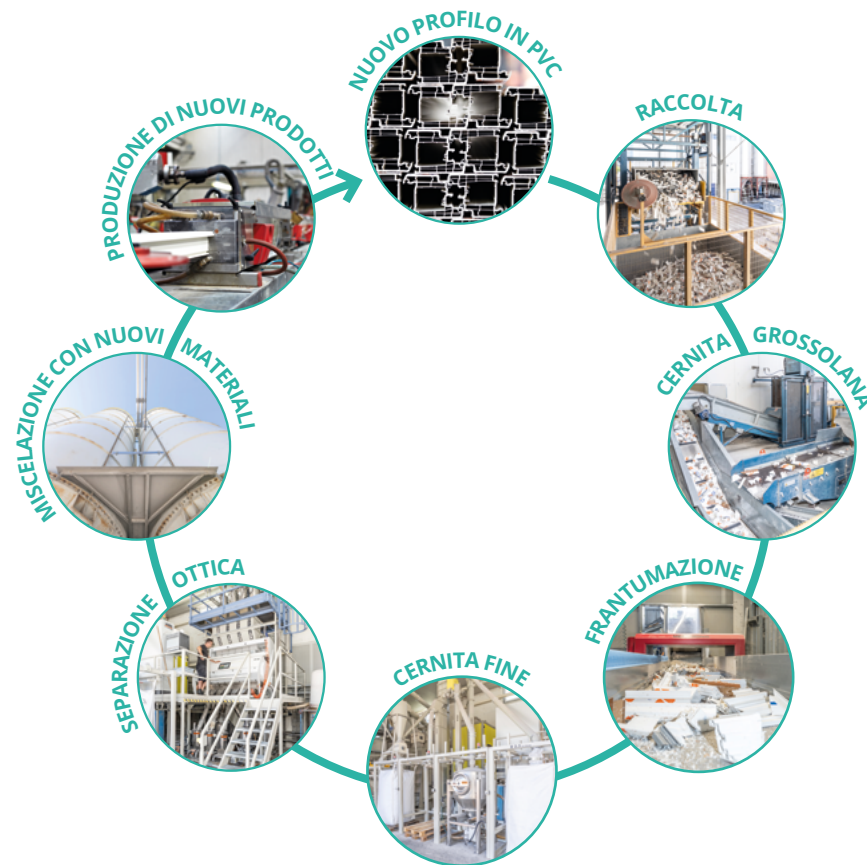 NUOVO PROFILO IN PVC
RACCOLTA
CERNITA GROSSOLANA
FRANTUMAZIONE
CERNITA FINE
SEPARAZIONE OTTICA
MISCELAZIONE CON NUOVI MATERIALI
PRODUZIONE DI NUOVI PRODOTTI